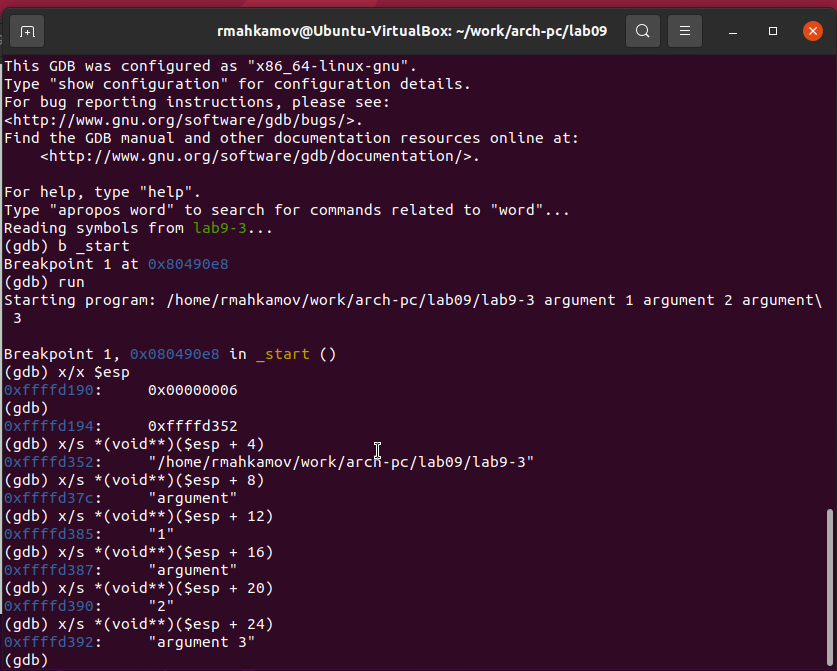 rmahkamov@Ubuntu-VirtualBox: ~/work/arch-pc/lab09
This GDB was configured as "x86_64-linux-gnu".
Type "show configuration" for configuration details.
For bug reporting instructions, please see:
<http://www.gnu.org/software/gdb/bugs/>.
Find the GDB manual and other documentation resources online at:
    <http://www.gnu.org/software/gdb/documentation/>.

For help, type "help".
Type "apropos word" to search for commands related to "word"...
Reading symbols from lab9-3...
(gdb) b _start
Breakpoint 1 at 0x80490e8
(gdb) run
Starting program: /home/rmahkamov/work/arch-pc/lab09/lab9-3 argument 1 argument 2 argument\
 3

Breakpoint 1, 0x080490e8 in _start ()
(gdb) x/x $esp
0xffffd190:     0x00000006
(gdb)
0xffffd194:     0xffffd352
(gdb) x/s *(void**)($esp + 4)
0xffffd352:     "/home/rmahkamov/work/arch-pc/lab09/lab9-3"
(gdb) x/s *(void**)($esp + 8)
0xffffd37c:     "argument"
(gdb) x/s *(void**)($esp + 12)
0xffffd385:     "1"
(gdb) x/s *(void**)($esp + 16)
0xffffd387:     "argument"
(gdb) x/s *(void**)($esp + 20)
0xffffd390:     "2"
(gdb) x/s *(void**)($esp + 24)
0xffffd392:     "argument 3"
(gdb)